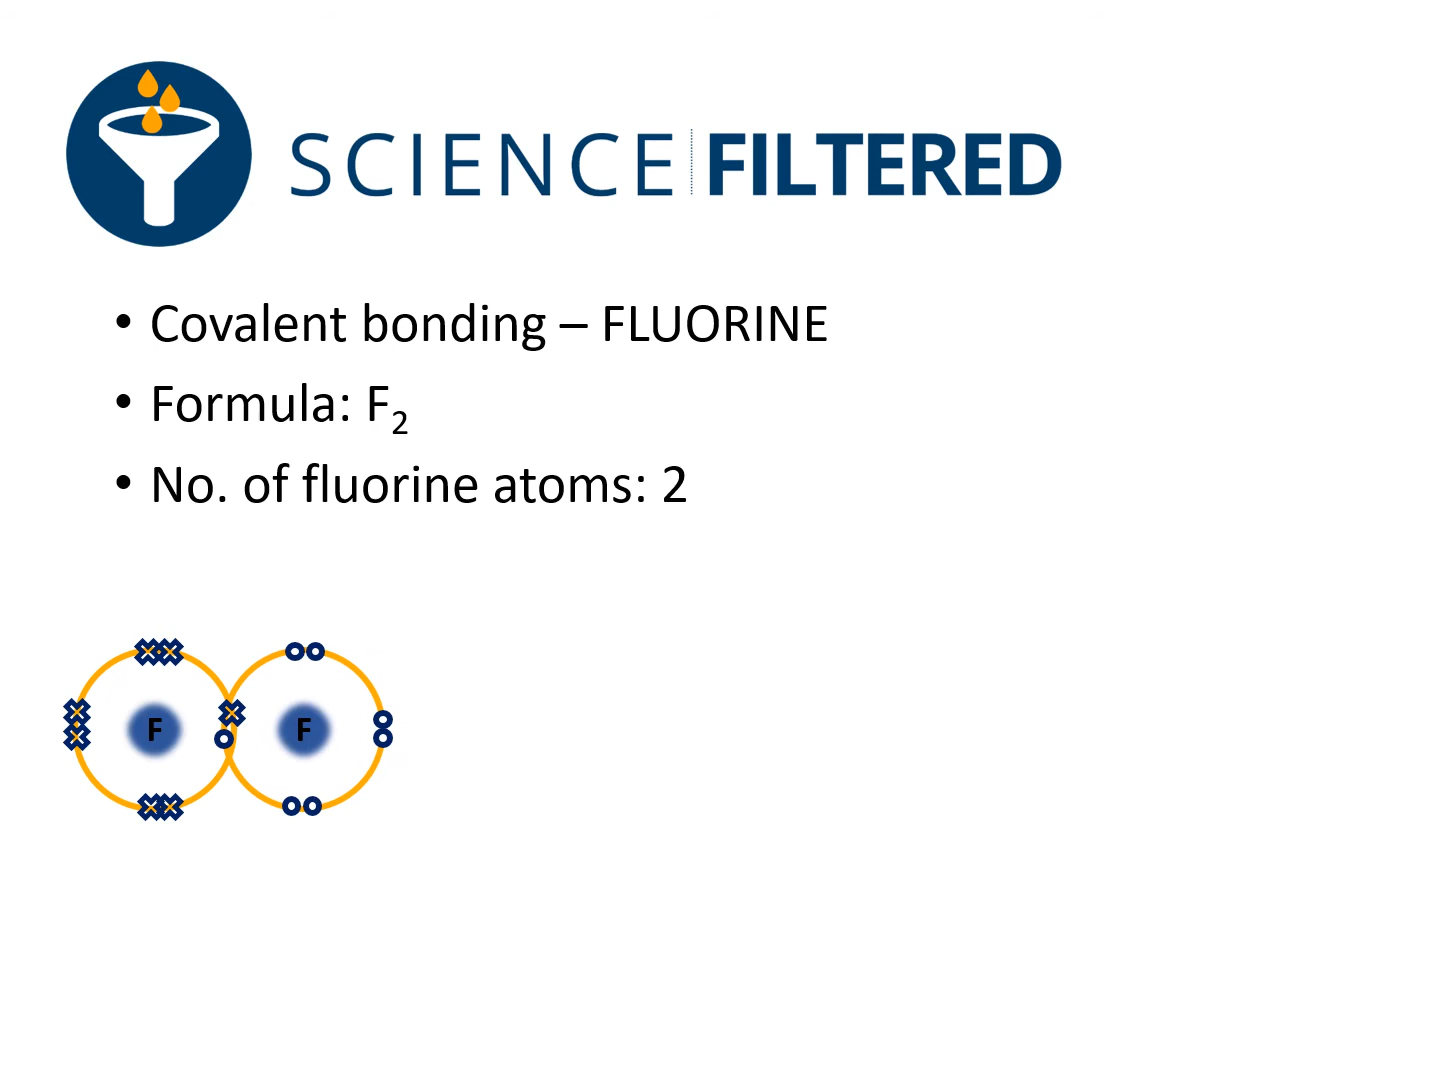 SCIENCE FILTERED
• Covalent bonding – FLUORINE
• Formula: F₂
• No. of fluorine atoms: 2
F F